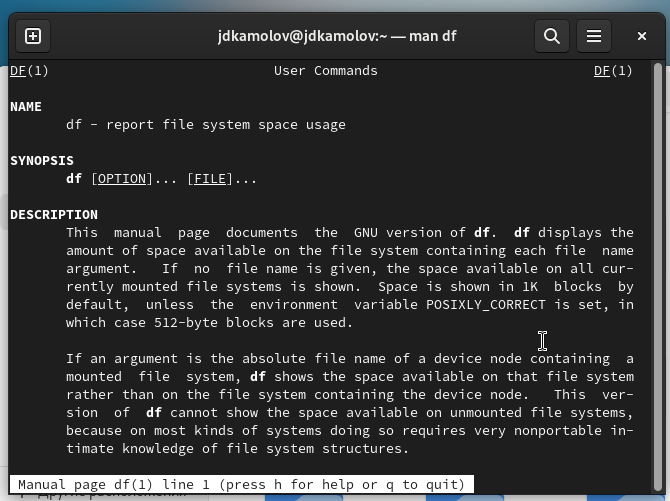 jdkamolov@jdkamolov:~ — man df
DF(1) User Commands DF(1)
NAME
df - report file system space usage
SYNOPSIS
df [OPTION]... [FILE]...
DESCRIPTION
This manual page documents the GNU version of df. df displays the
amount of space available on the file system containing each file name
argument. If no file name is given, the space available on all cur-
rently mounted file systems is shown. Space is shown in 1K blocks by
default, unless the environment variable POSIXLY_CORRECT is set, in
which case 512-byte blocks are used.
If an argument is the absolute file name of a device node containing a
mounted file system, df shows the space available on that file system
rather than on the file system containing the device node. This ver-
sion of df cannot show the space available on unmounted file systems,
because on most kinds of systems doing so requires very nonportable in-
timate knowledge of file system structures.
Manual page df(1) line 1 (press h for help or q to quit)